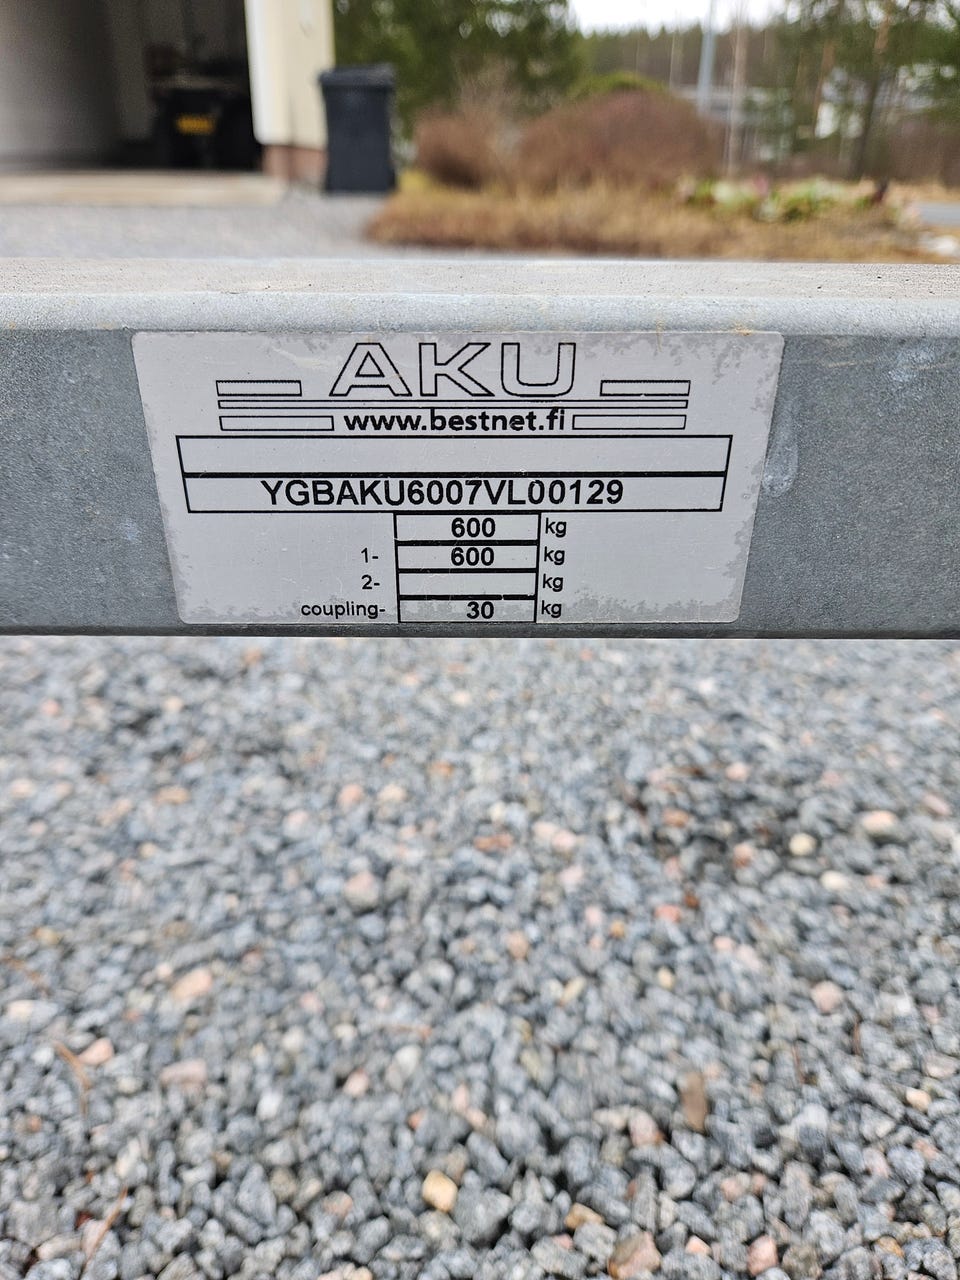 AKU
www.bestnet.fi
YGBAKU6007VL00129
600 kg
1- 600 kg
2- kg
coupling- 30 kg